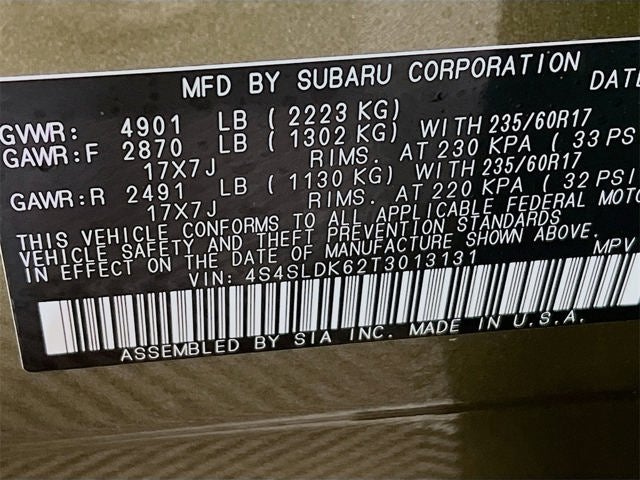 MFD BY SUBARU CORPORATION DATE
GVWR: 4901 LB ( 2223 KG)
GAWR:F 2870 LB ( 1302 KG) WITH 235/60R17
17X7J RIMS. AT 230 KPA ( 33 PSI
GAWR:R 2491 LB ( 1130 KG) WITH 235/60R17
17X7J RIMS. AT 220 KPA ( 32 PSI
THIS VEHICLE CONFORMS TO ALL APPLICABLE FEDERAL MOTO
VEHICLE SAFETY AND THEFT PREVENTION STANDARDS
IN EFFECT ON THE DATE OF MANUFACTURE SHOWN ABOVE.
VIN: 4S4SLDK62T3013131 MPV
ASSEMBLED BY SIA INC. MADE IN U.S.A.